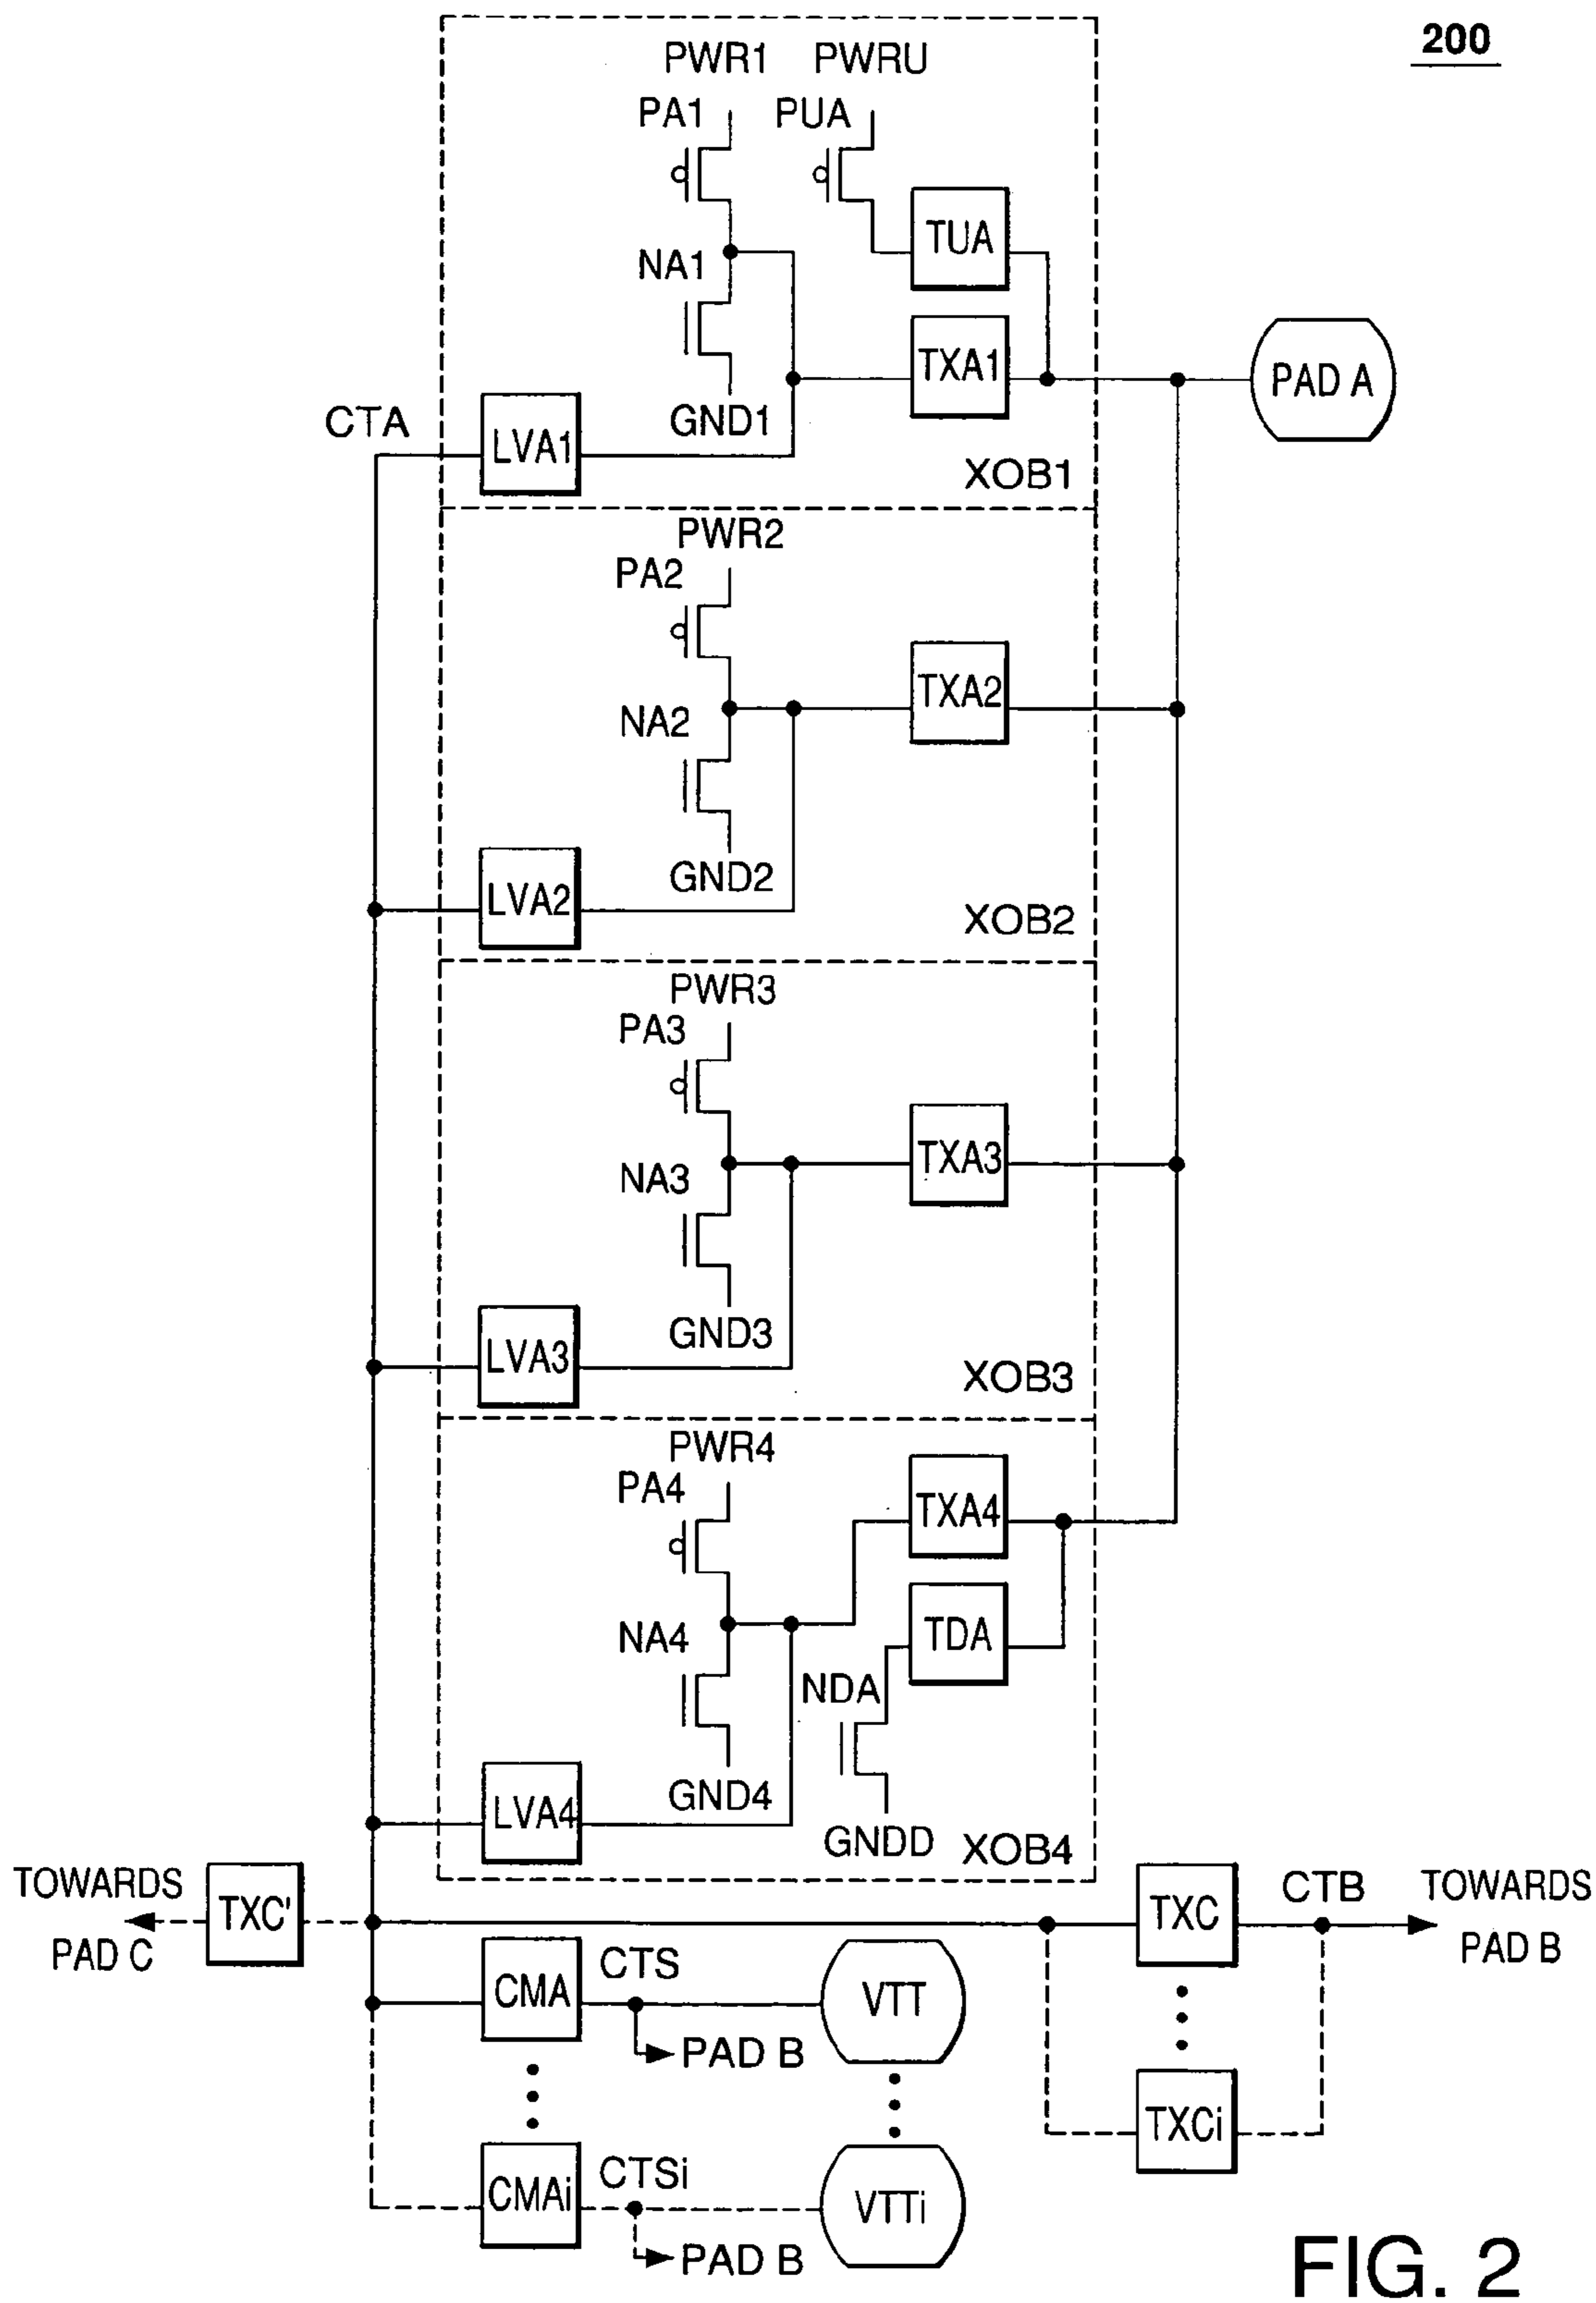 200
PWR1 PWRU
PA1 PUA
TUA
NA1
TXA1
PAD A
GND1
CTA
LVA1
XOB1
PWR2
PA2
TXA2
NA2
GND2
LVA2
XOB2
PWR3
PA3
TXA3
NA3
GND3
LVA3
XOB3
PWR4
PA4
TXA4
NA4
TDA
NDA
GND4
LVA4
GNDD
XOB4
TOWARDS
PAD C
TXC'
TXC
CTB
TOWARDS
PAD B
CMA
CTS
VTT
PAD B
TXCi
CMAi
CTSi
VTTi
PAD B
FIG. 2